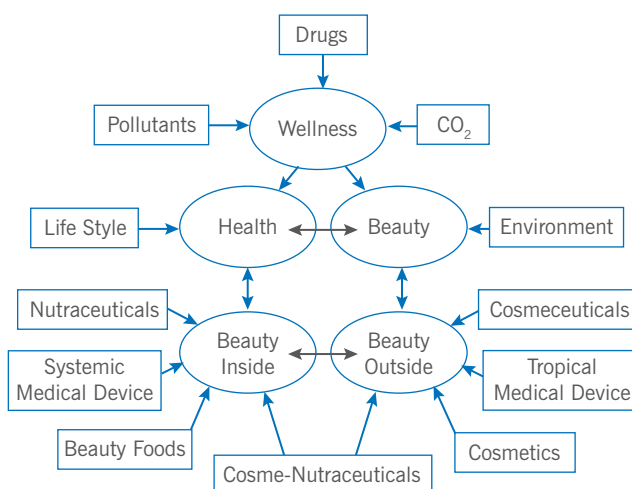 Drugs
Pollutants
Wellness
CO₂
Life Style
Health
Beauty
Environment
Nutraceuticals
Cosmeceuticals
Beauty
Inside
Beauty
Outside
Systemic
Medical Device
Tropical
Medical Device
Beauty Foods
Cosmetics
Cosme-Nutraceuticals